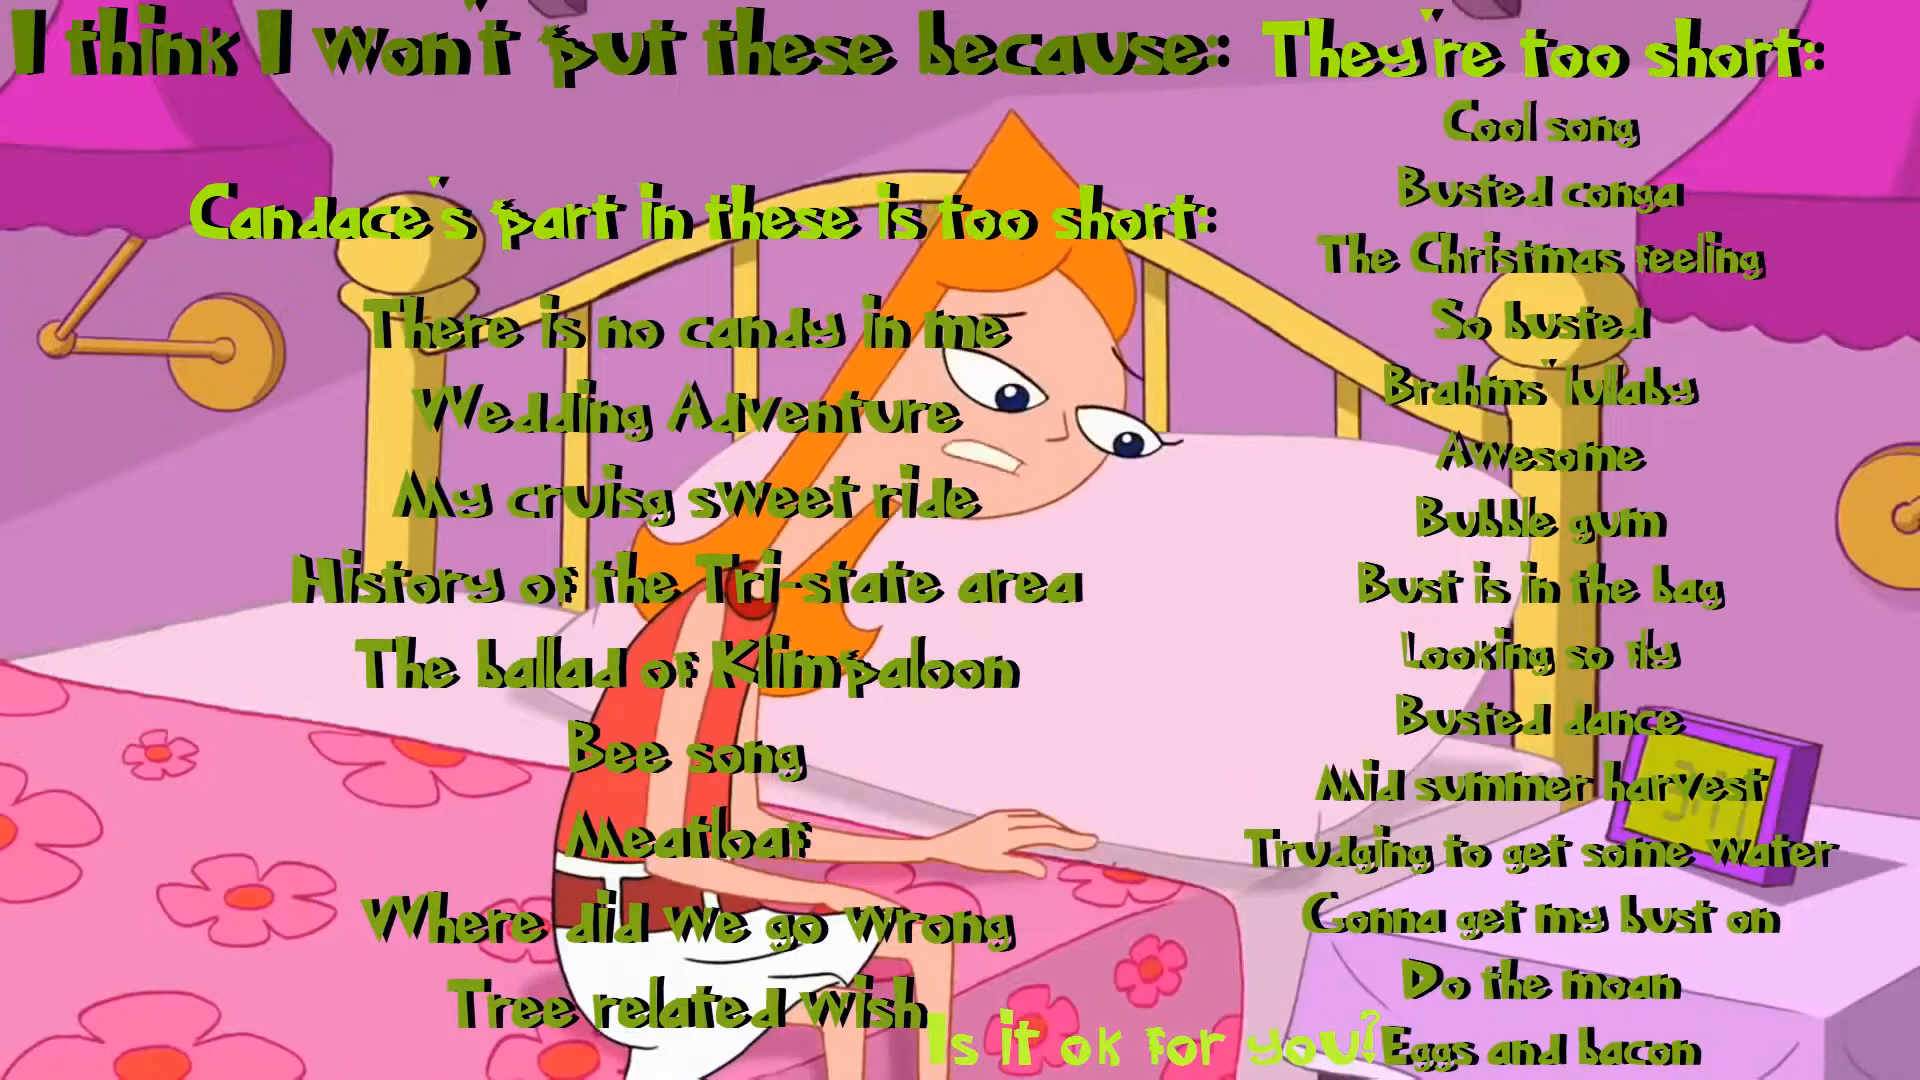 I think I won't put these because:
Candace's part in these is too short:
There is no candy in me
Wedding Adventure
My cruisg sweet ride
History of the Tri-state area
The ballad of Klimpaloon
Bee song
Meatloaf
Where did we go wrong
Tree related wish
They're too short:
Cool song
Busted conga
The Christmas feeling
So busted
Brahms' lullaby
Awesome
Bubble gum
Bust is in the bag
Looking so fly
Busted dance
Mid summer harvest
Trudging to get some water
Gonna get my bust on
Do the moan
Eggs and bacon
Is it ok for you?